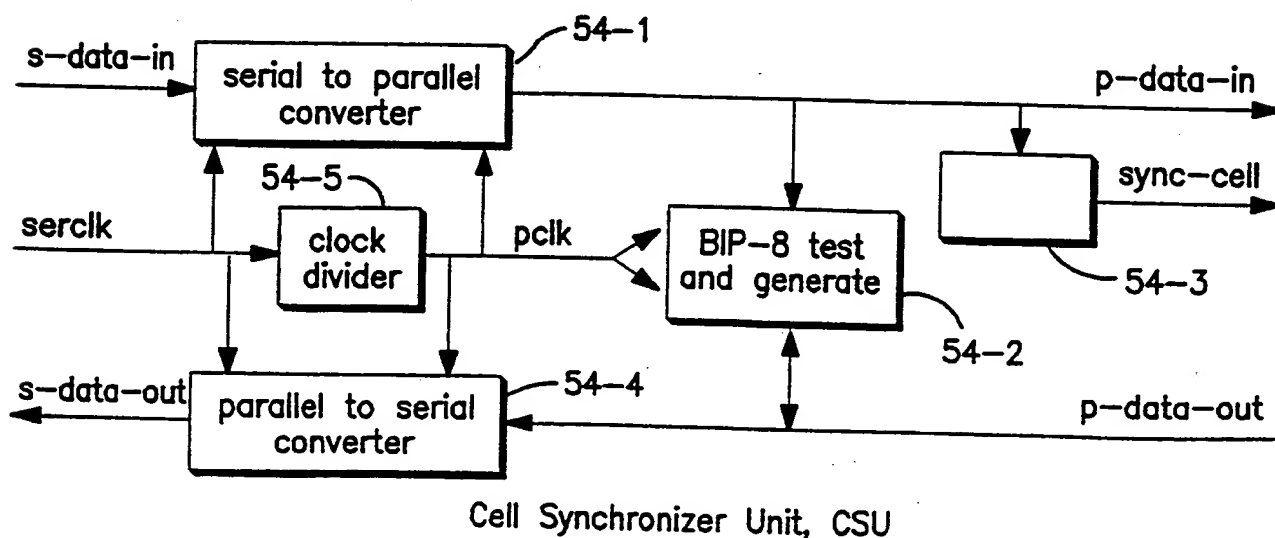 54-1
s-data-in
serial to parallel
converter
p-data-in
54-5
sync-cell
serclk
clock
divider
pclk
BIP-8 test
and generate
54-3
54-2
s-data-out
54-4
parallel to serial
converter
p-data-out
Cell Synchronizer Unit, CSU